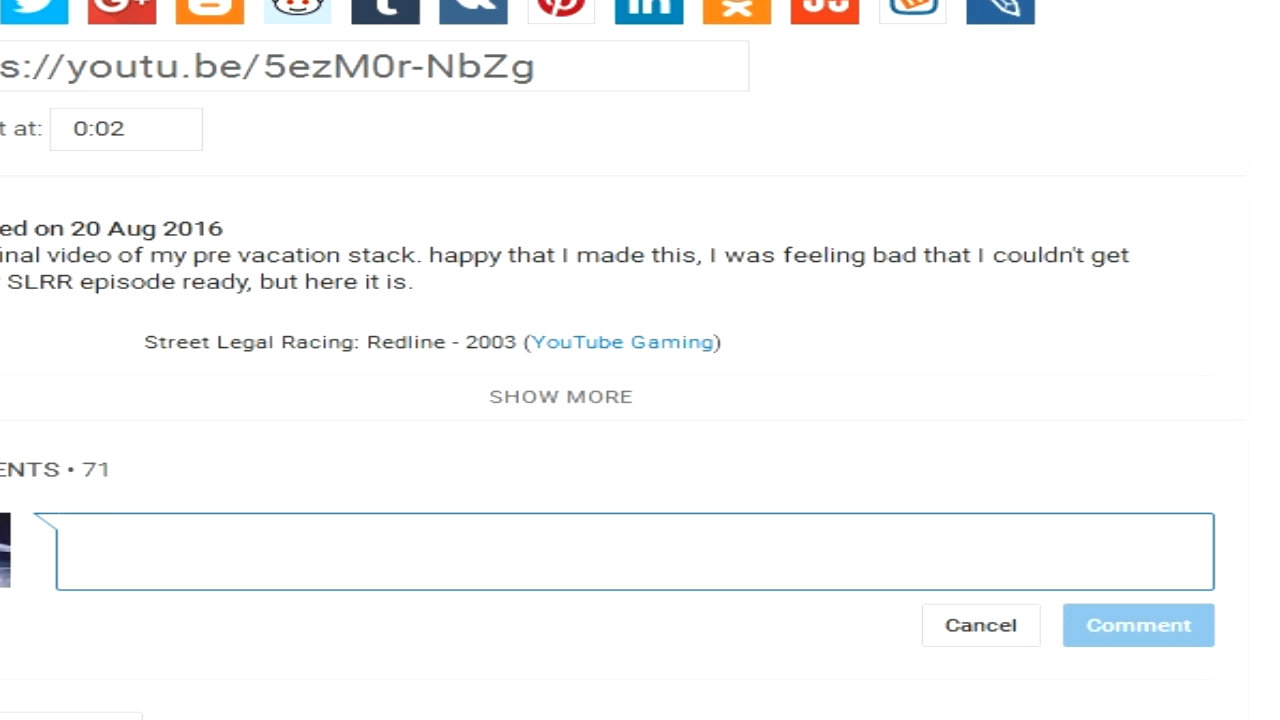 s://youtu.be/5ezM0r-NbZg
t at: 0:02
ed on 20 Aug 2016
inal video of my pre vacation stack. happy that I made this, I was feeling bad that I couldn't get
SLRR episode ready, but here it is.
Street Legal Racing: Redline - 2003 (YouTube Gaming)
SHOW MORE
ENTS • 71
Cancel Comment